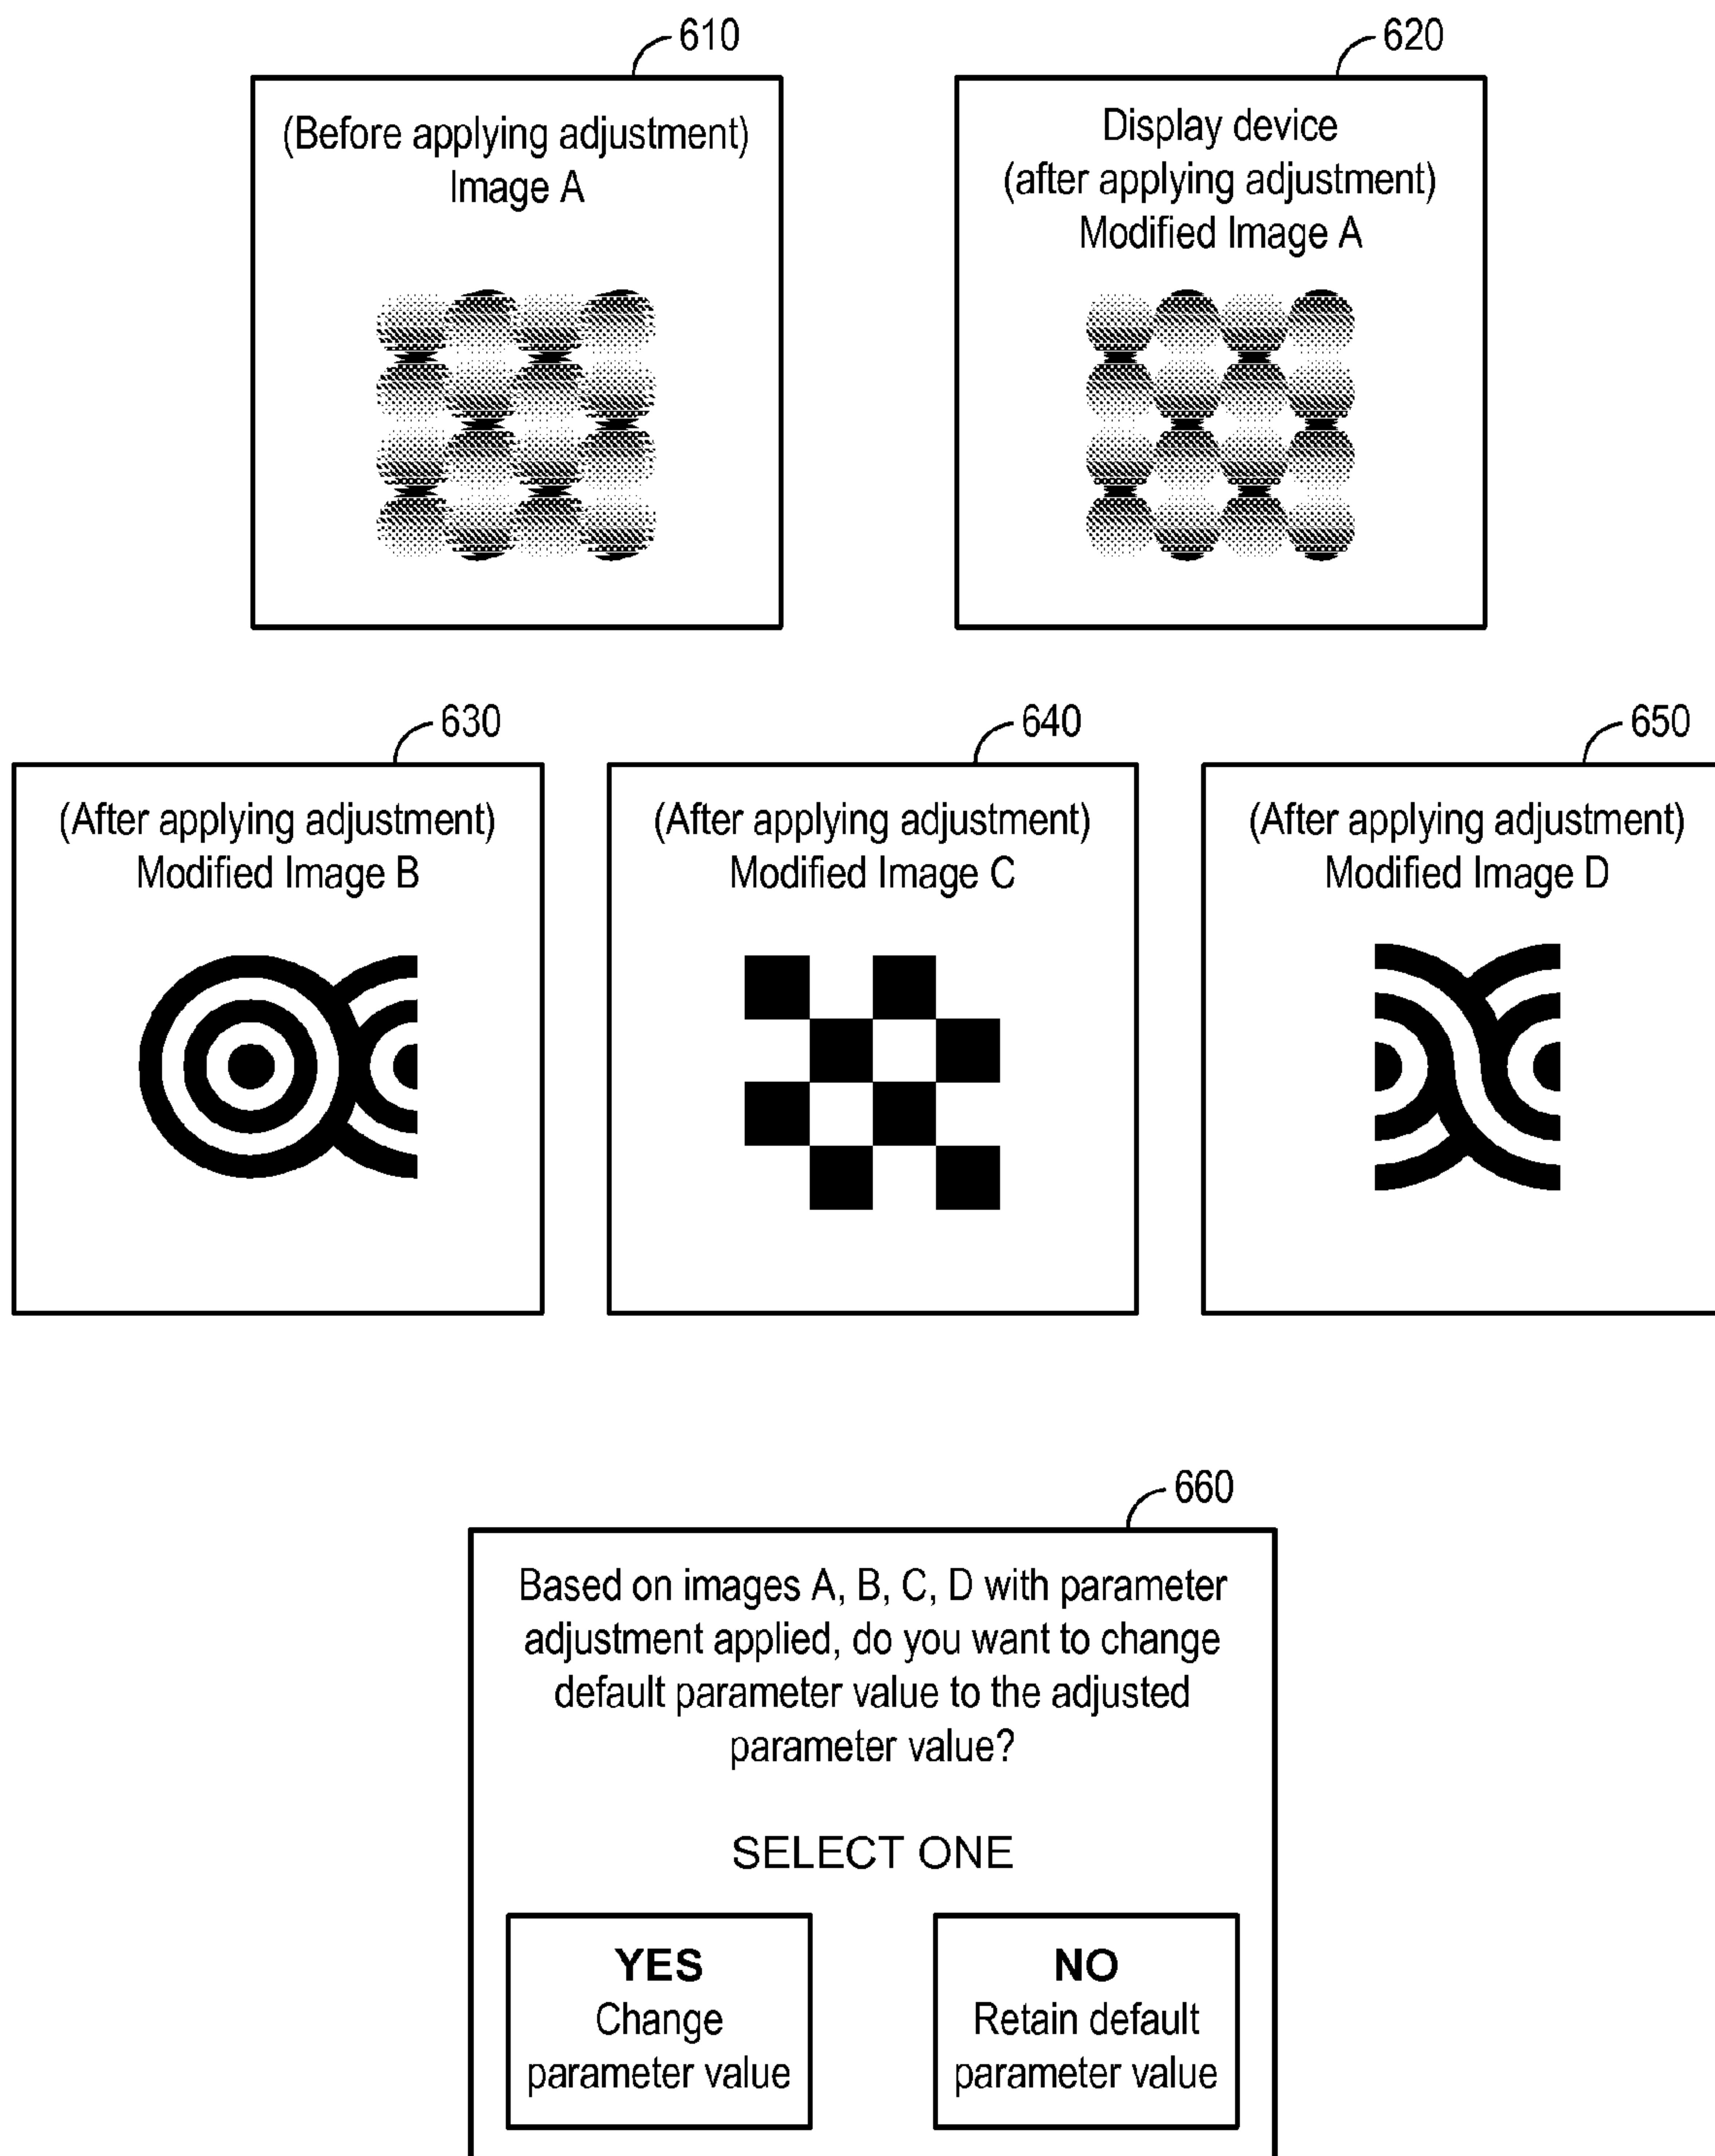 610
(Before applying adjustment)
Image A
620
Display device
(after applying adjustment)
Modified Image A
630
(After applying adjustment)
Modified Image B
640
(After applying adjustment)
Modified Image C
650
(After applying adjustment)
Modified Image D
660
Based on images A, B, C, D with parameter
adjustment applied, do you want to change
default parameter value to the adjusted
parameter value?
SELECT ONE
YES
Change
parameter value
NO
Retain default
parameter value